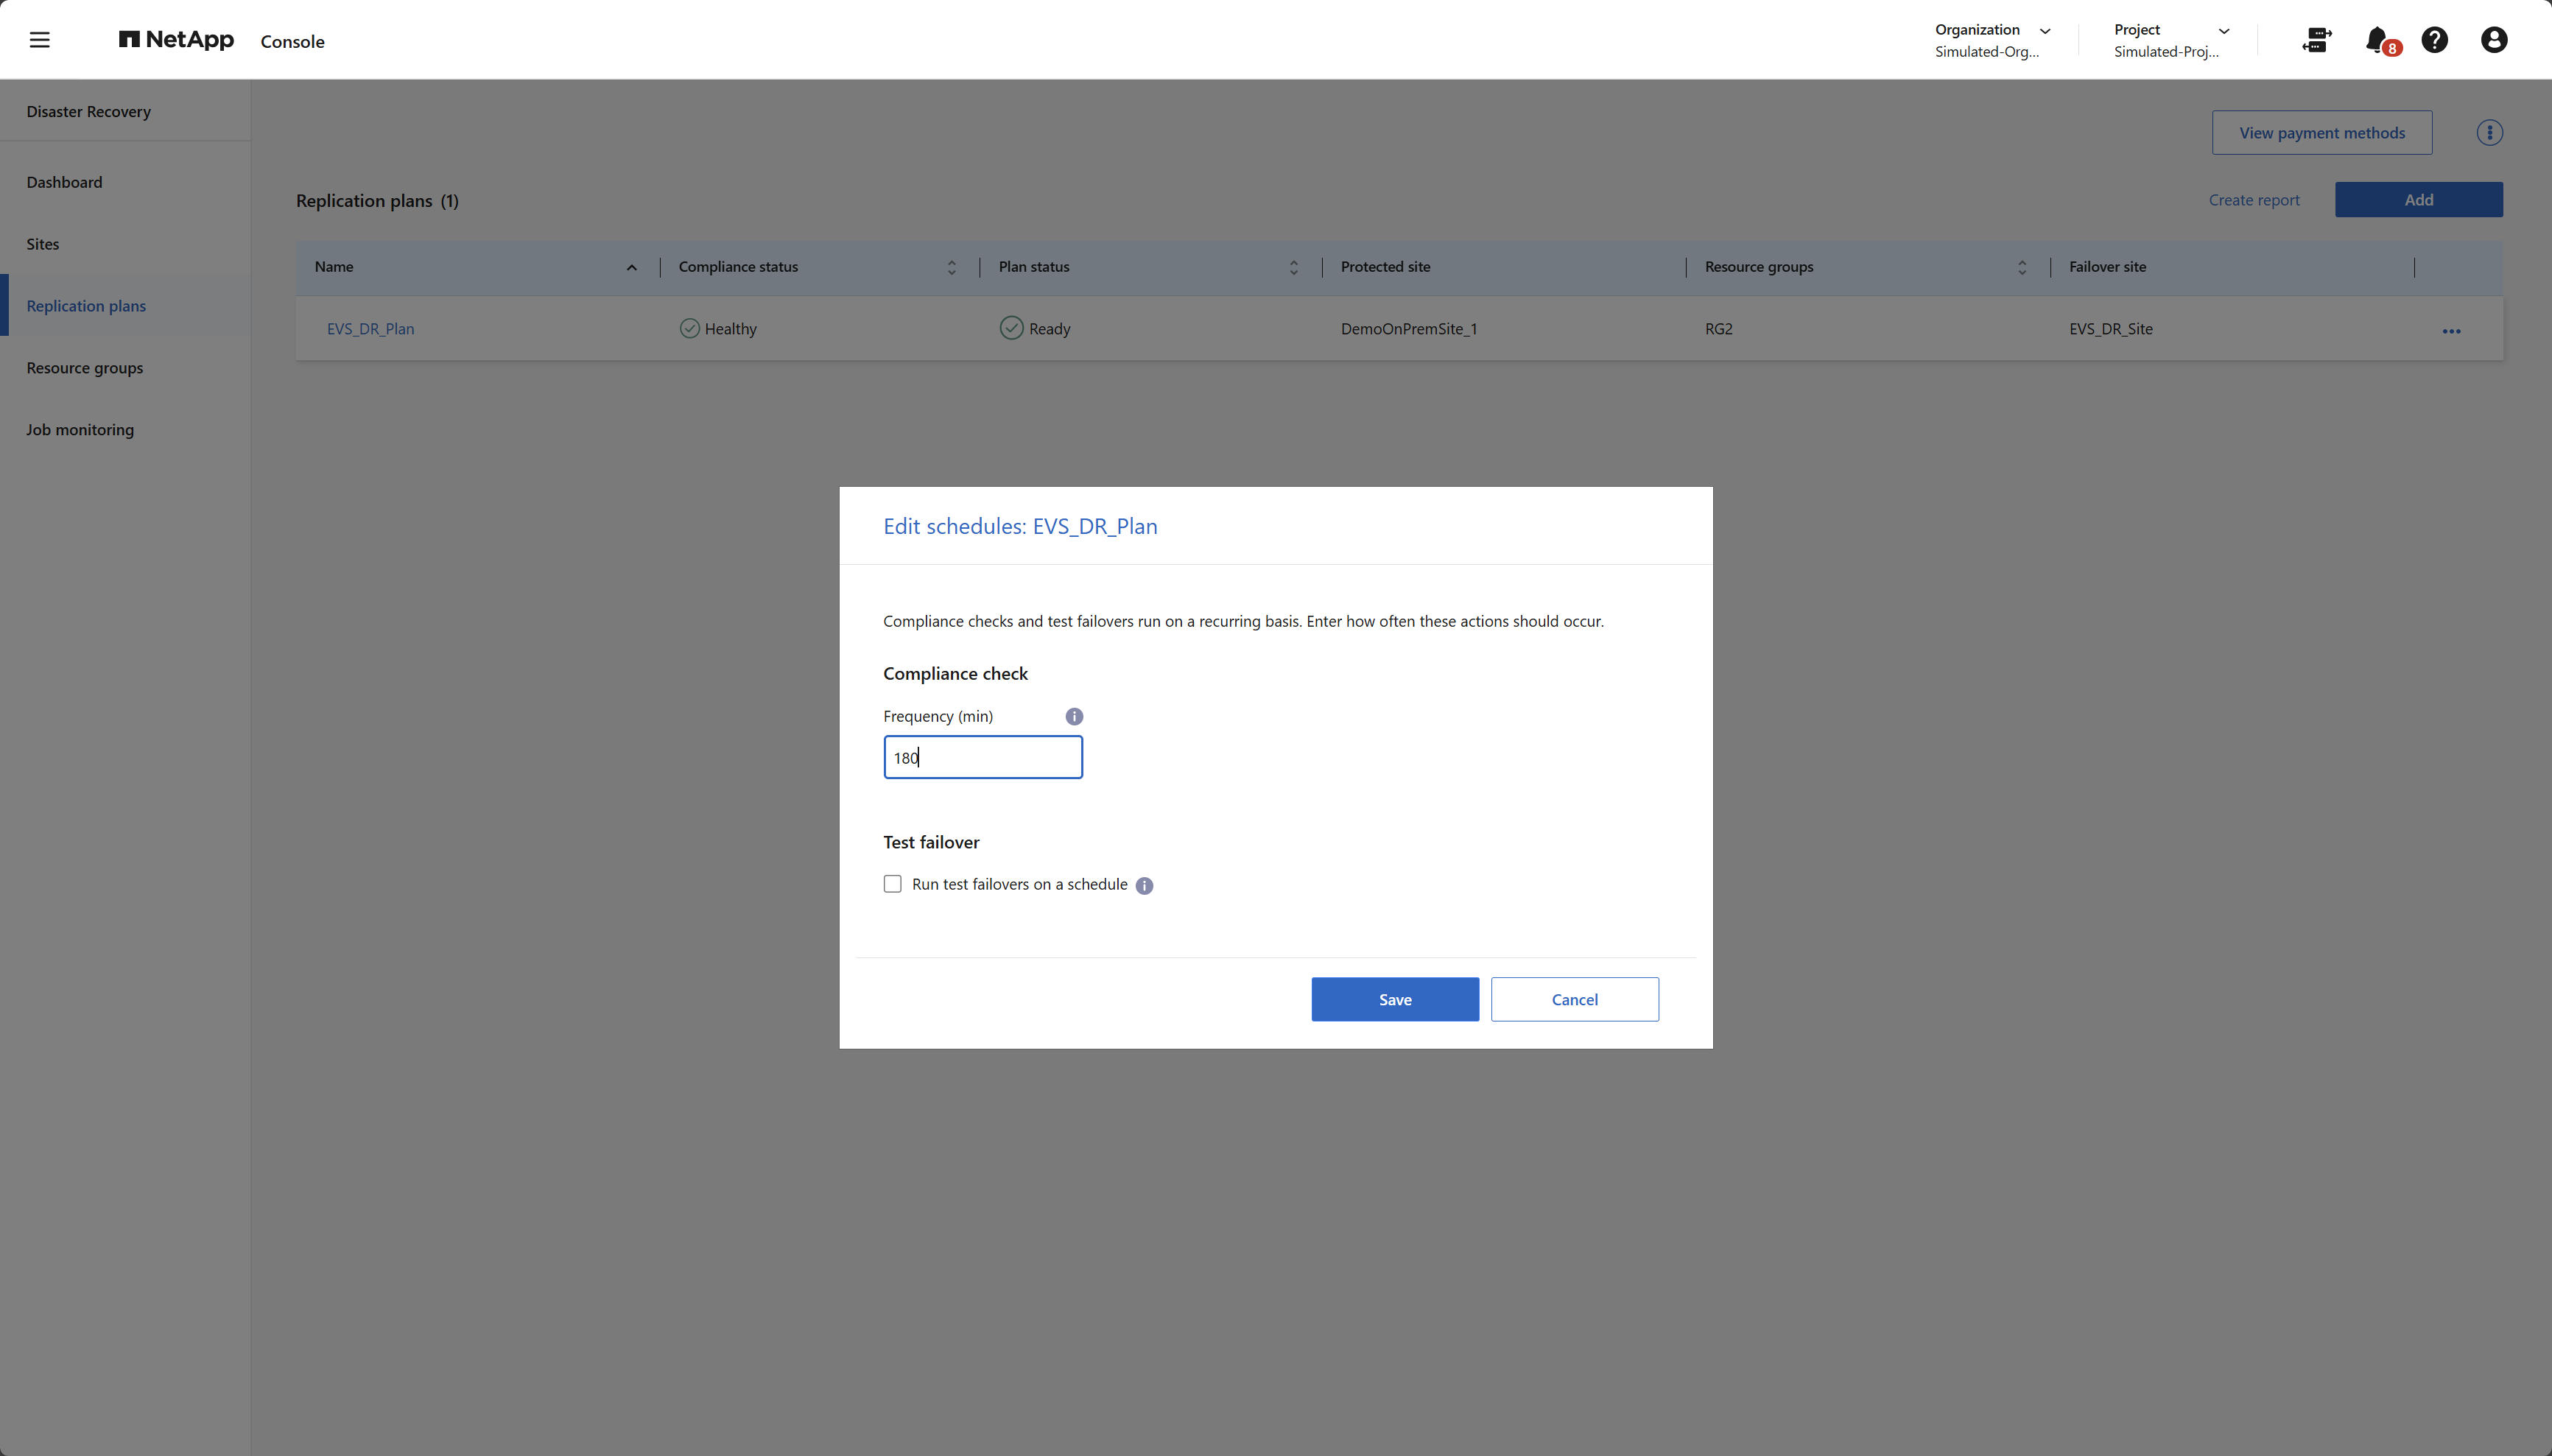 NetApp Console
Organization
Simulated-Org...
Project
Simulated-Proj...
8
Disaster Recovery
Dashboard
Sites
Replication plans
Resource groups
Job monitoring
View payment methods
Replication plans (1)
Create report
Add
Name Compliance status Plan status Protected site Resource groups Failover site
EVS_DR_Plan Healthy Ready DemoOnPremSite_1 RG2 EVS_DR_Site
Edit schedules: EVS_DR_Plan
Compliance checks and test failovers run on a recurring basis. Enter how often these actions should occur.
Compliance check
Frequency (min)
180
Test failover
Run test failovers on a schedule
Save Cancel